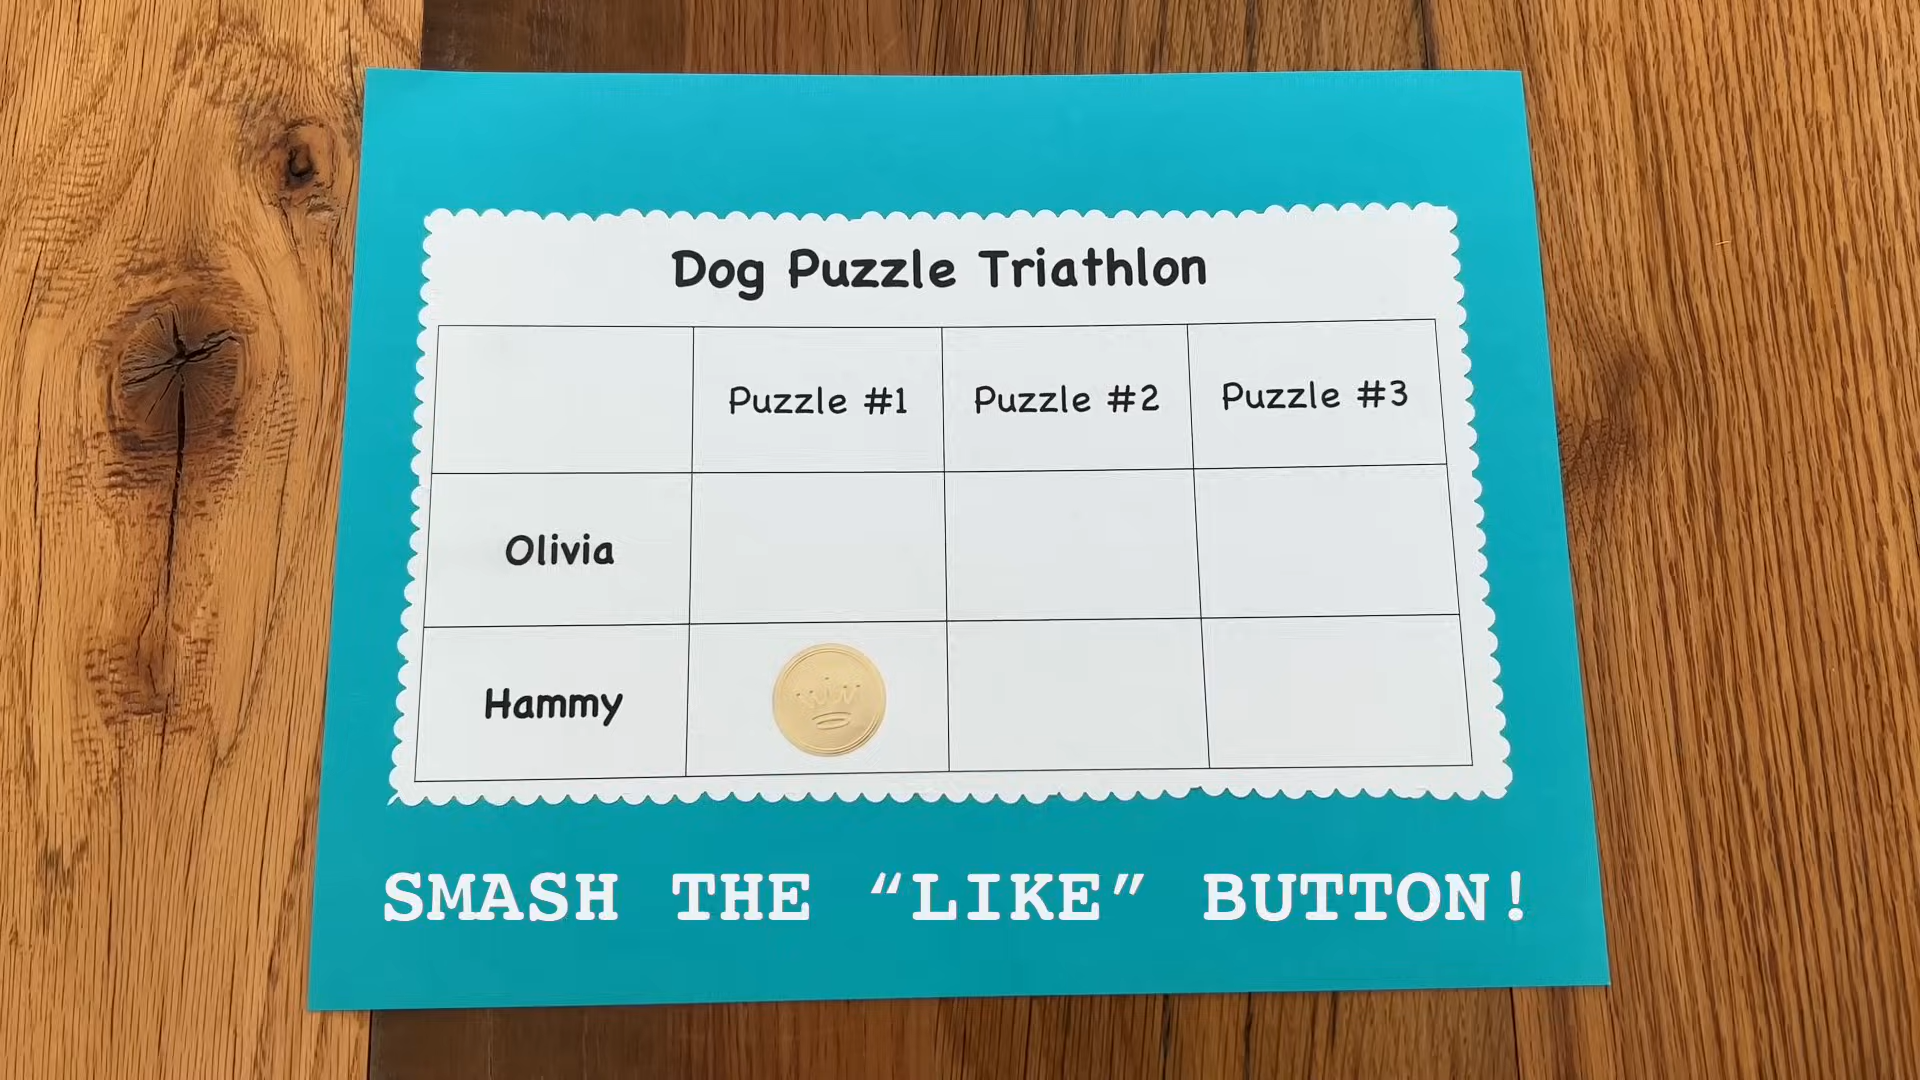 Dog Puzzle Triathlon
Puzzle #1 Puzzle #2 Puzzle #3
Olivia
Hammy
SMASH THE “LIKE” BUTTON!